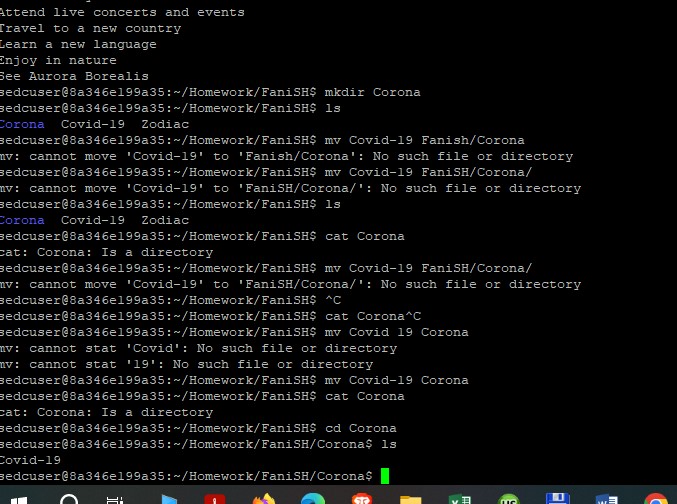 Attend live concerts and events
Travel to a new country
Learn a new language
Enjoy in nature
See Aurora Borealis
sedcuser@8a346e199a35:~/Homework/FaniSH$ mkdir Corona
sedcuser@8a346e199a35:~/Homework/FaniSH$ ls
Corona  Covid-19  Zodiac
sedcuser@8a346e199a35:~/Homework/FaniSH$ mv Covid-19 Fanish/Corona
mv: cannot move 'Covid-19' to 'Fanish/Corona': No such file or directory
sedcuser@8a346e199a35:~/Homework/FaniSH$ mv Covid-19 FaniSH/Corona/
mv: cannot move 'Covid-19' to 'FaniSH/Corona/': No such file or directory
sedcuser@8a346e199a35:~/Homework/FaniSH$ ls
Corona  Covid-19  Zodiac
sedcuser@8a346e199a35:~/Homework/FaniSH$ cat Corona
cat: Corona: Is a directory
sedcuser@8a346e199a35:~/Homework/FaniSH$ mv Covid-19 FaniSH/Corona/
mv: cannot move 'Covid-19' to 'FaniSH/Corona/': No such file or directory
sedcuser@8a346e199a35:~/Homework/FaniSH$ ^C
sedcuser@8a346e199a35:~/Homework/FaniSH$ cat Corona^C
sedcuser@8a346e199a35:~/Homework/FaniSH$ mv Covid 19 Corona
mv: cannot stat 'Covid': No such file or directory
mv: cannot stat '19': No such file or directory
sedcuser@8a346e199a35:~/Homework/FaniSH$ mv Covid-19 Corona
sedcuser@8a346e199a35:~/Homework/FaniSH$ cat Corona
cat: Corona: Is a directory
sedcuser@8a346e199a35:~/Homework/FaniSH$ cd Corona
sedcuser@8a346e199a35:~/Homework/FaniSH/Corona$ ls
Covid-19
sedcuser@8a346e199a35:~/Homework/FaniSH/Corona$